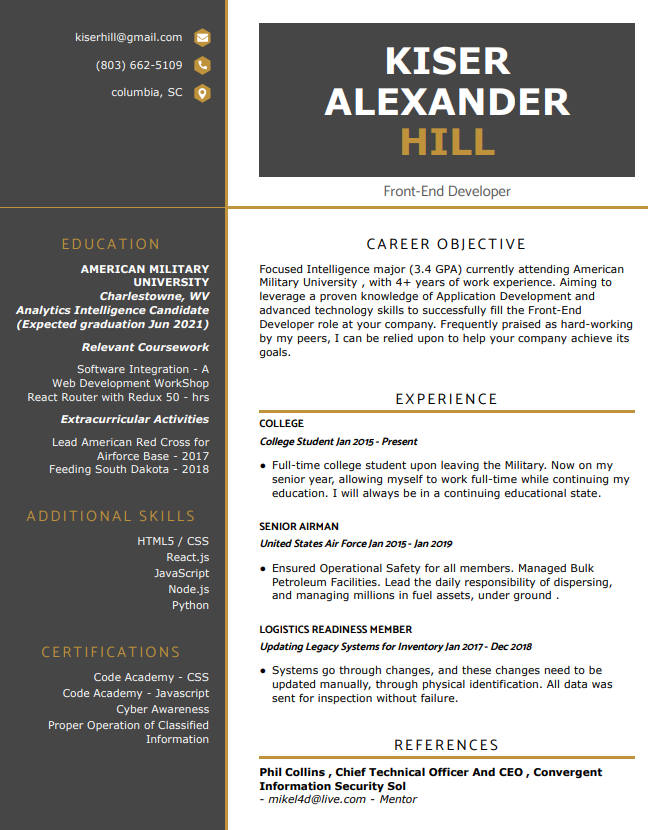 kiserhill@gmail.com
(803) 662-5109
columbia, SC
KISER
ALEXANDER
HILL
Front-End Developer
EDUCATION
AMERICAN MILITARY
UNIVERSITY
Charlestowne, WV
Analytics Intelligence Candidate
(Expected graduation Jun 2021)
Relevant Coursework
Software Integration - A
Web Development WorkShop
React Router with Redux 50 - hrs
Extracurricular Activities
Lead American Red Cross for
Airforce Base - 2017
Feeding South Dakota - 2018
ADDITIONAL SKILLS
HTML5 / CSS
React.js
JavaScript
Node.js
Python
CERTIFICATIONS
Code Academy - CSS
Code Academy - Javascript
Cyber Awareness
Proper Operation of Classified
Information
CAREER OBJECTIVE
Focused Intelligence major (3.4 GPA) currently attending American
Military University , with 4+ years of work experience. Aiming to
leverage a proven knowledge of Application Development and
advanced technology skills to successfully fill the Front-End
Developer role at your company. Frequently praised as hard-working
by my peers, I can be relied upon to help your company achieve its
goals.
EXPERIENCE
COLLEGE
College Student Jan 2015 - Present
● Full-time college student upon leaving the Military. Now on my
senior year, allowing myself to work full-time while continuing my
education. I will always be in a continuing educational state.
SENIOR AIRMAN
United States Air Force Jan 2015 - Jan 2019
● Ensured Operational Safety for all members. Managed Bulk
Petroleum Facilities. Lead the daily responsibility of dispersing,
and managing millions in fuel assets, under ground .
LOGISTICS READINESS MEMBER
Updating Legacy Systems for Inventory Jan 2017 - Dec 2018
● Systems go through changes, and these changes need to be
updated manually, through physical identification. All data was
sent for inspection without failure.
REFERENCES
Phil Collins , Chief Technical Officer And CEO , Convergent
Information Security Sol
- mikel4d@live.com - Mentor